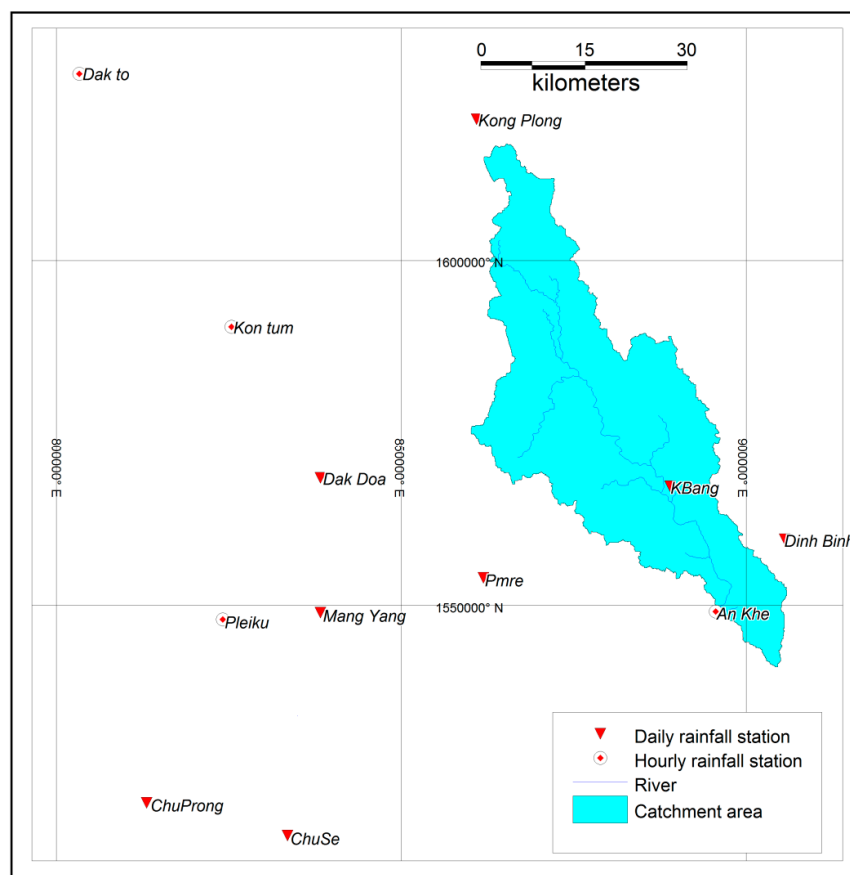 0 15 30
kilometers
Dak to
Kong Plong
1600000° N
Kon tum
800000° E
850000° E
900000° E
Dak Doa
KBang
Dinh Binh
Pmre
1550000° N
Mang Yang
An Khe
Pleiku
Daily rainfall station
Hourly rainfall station
River
Catchment area
ChuProng
ChuSe